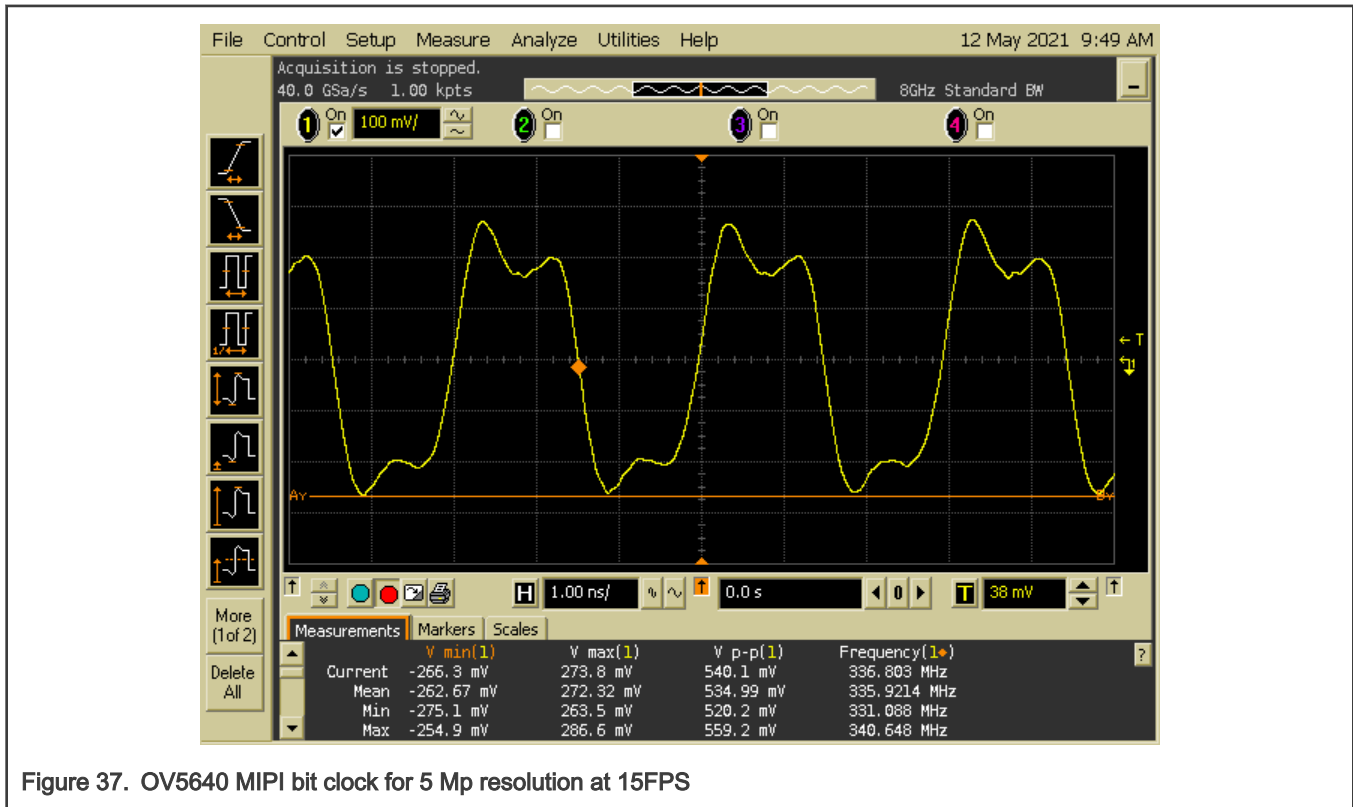 File Control Setup Measure Analyze Utilities Help 12 May 2021 9:49 AM
Acquisition is stopped.
40.0 GSa/s 1.00 kpts 8GHz Standard BW
1 On 100 mV/ 2 On 3 On 4 On
T
1
1/
Ay By
H 1.00 ns/ 0.0 s 0 T 38 mV
More
(1of 2)
Delete
All
Measurements Markers Scales
V min(1) V max(1) V p-p(1) Frequency(1◆) ?
Current -266.3 mV 273.8 mV 540.1 mV 336.803 MHz
Mean -262.67 mV 272.32 mV 534.99 mV 335.9214 MHz
Min -275.1 mV 263.5 mV 520.2 mV 331.088 MHz
Max -254.9 mV 286.6 mV 559.2 mV 340.648 MHz
Figure 37. OV5640 MIPI bit clock for 5 Mp resolution at 15FPS